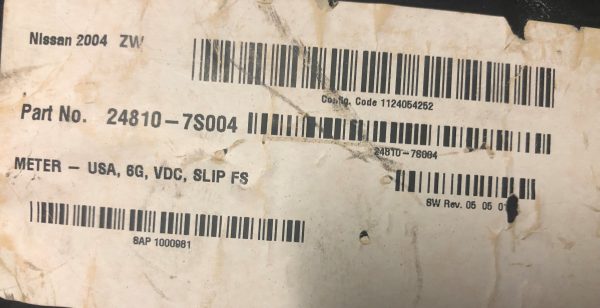 Nissan 2004 ZW
Config. Code 1124054252
Part No. 24810-7S004
24810-7S004
METER - USA, 6G, VDC, SLIP FS
SW Rev. 05 05
SAP 1000981